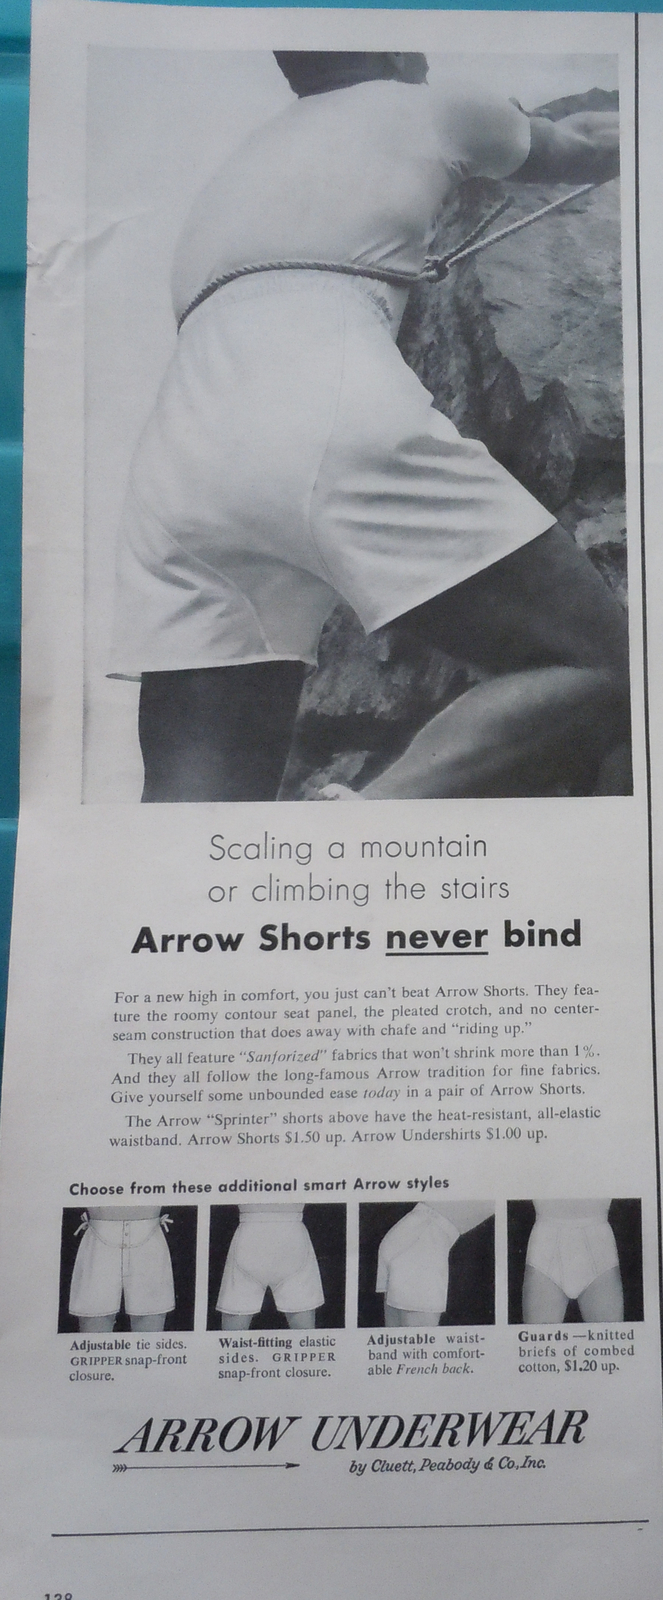 Scaling a mountain
or climbing the stairs
Arrow Shorts never bind
For a new high in comfort, you just can't beat Arrow Shorts. They fea-
ture the roomy contour seat panel, the pleated crotch, and no center-
seam construction that does away with chafe and "riding up."
They all feature "Sanforized" fabrics that won't shrink more than 1%.
And they all follow the long-famous Arrow tradition for fine fabrics.
Give yourself some unbounded ease today in a pair of Arrow Shorts.
The Arrow "Sprinter" shorts above have the heat-resistant, all-elastic
waistband. Arrow Shorts $1.50 up. Arrow Undershirts $1.00 up.
Choose from these additional smart Arrow styles
Adjustable tie sides.
GRIPPER snap-front
closure.
Waist-fitting elastic
sides. GRIPPER
snap-front closure.
Adjustable waist-
band with comfort-
able French back.
Guards—knitted
briefs of combed
cotton, $1.20 up.
ARROW UNDERWEAR
by Cluett, Peabody & Co., Inc.